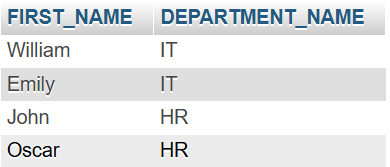 FIRST_NAME DEPARTMENT_NAME
William IT
Emily IT
John HR
Oscar HR